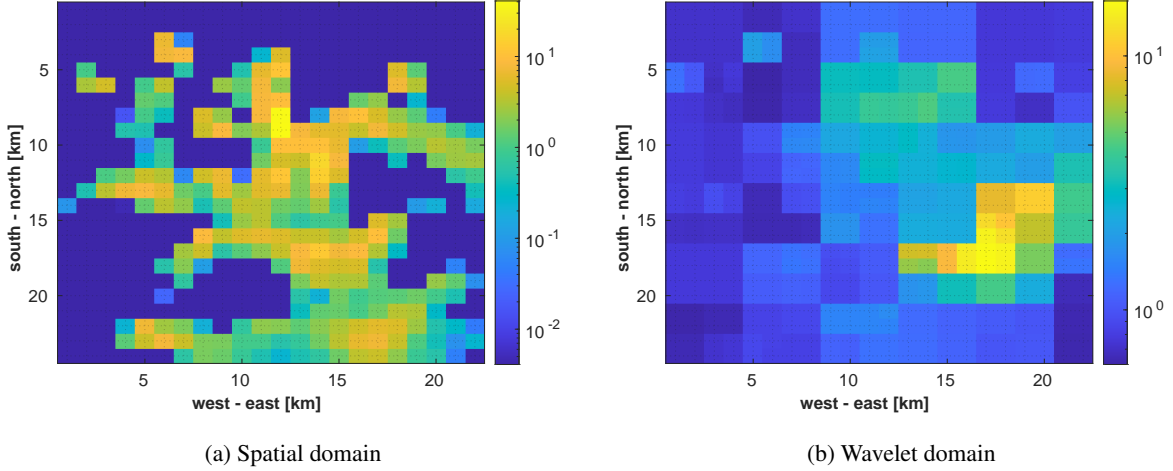 5
10
15
20
south - north [km]
5 10 15 20
west - east [km]
10^1
10^0
10^-1
10^-2
(a) Spatial domain
5
10
15
20
south - north [km]
5 10 15 20
west - east [km]
10^1
10^0
(b) Wavelet domain